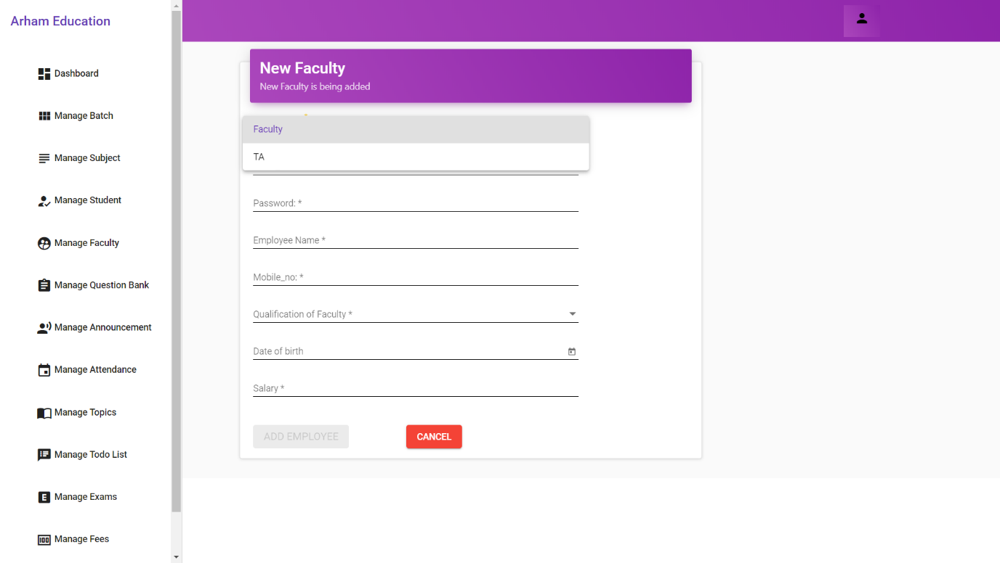 Arham Education
Dashboard
Manage Batch
Manage Subject
Manage Student
Manage Faculty
Manage Question Bank
Manage Announcement
Manage Attendance
Manage Topics
Manage Todo List
Manage Exams
Manage Fees
New Faculty
New Faculty is being added
Faculty
TA
Password: *
Employee Name *
Mobile_no: *
Qualification of Faculty *
Date of birth
Salary *
ADD EMPLOYEE
CANCEL